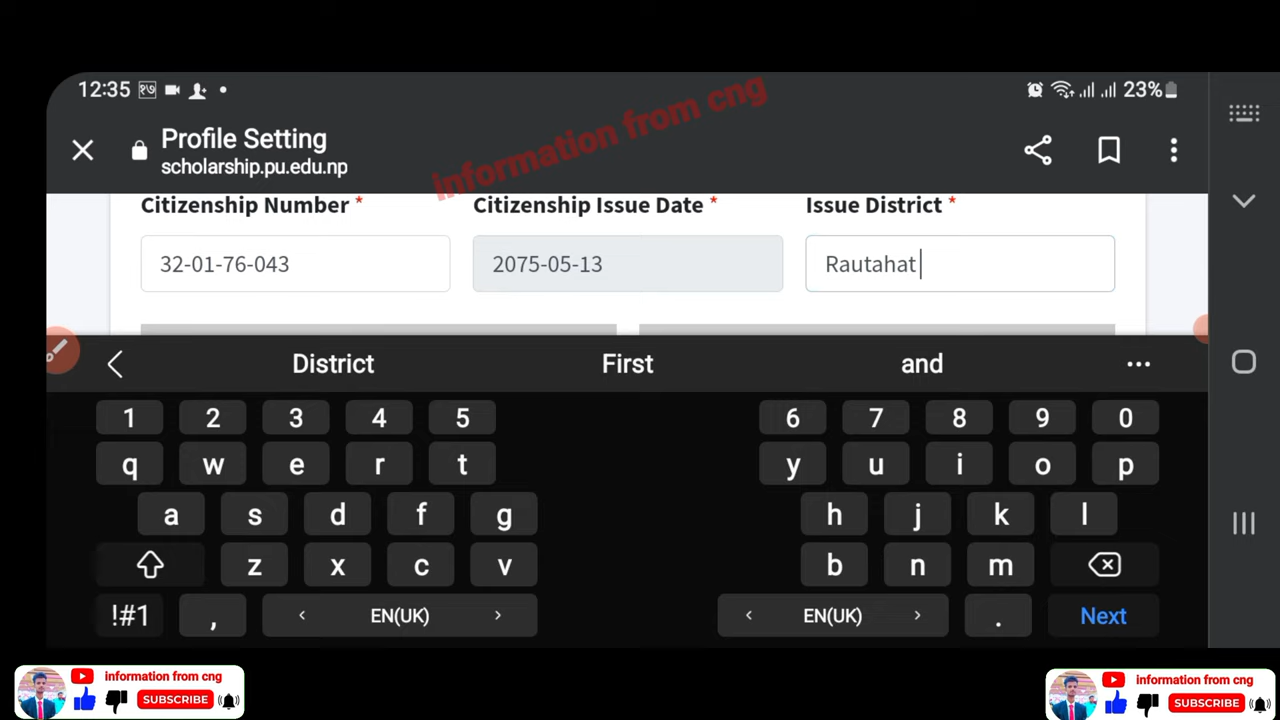 12:35 १७ 23%
information from cng
Profile Setting
scholarship.pu.edu.np
Citizenship Number * Citizenship Issue Date * Issue District *
32-01-76-043 2075-05-13 Rautahat
District First and ...
1 2 3 4 5 6 7 8 9 0
q w e r t y u i o p
a s d f g h j k l
z x c v b n m
!#1 , < EN(UK) > < EN(UK) > . Next
information from cng
SUBSCRIBE
information from cng
SUBSCRIBE